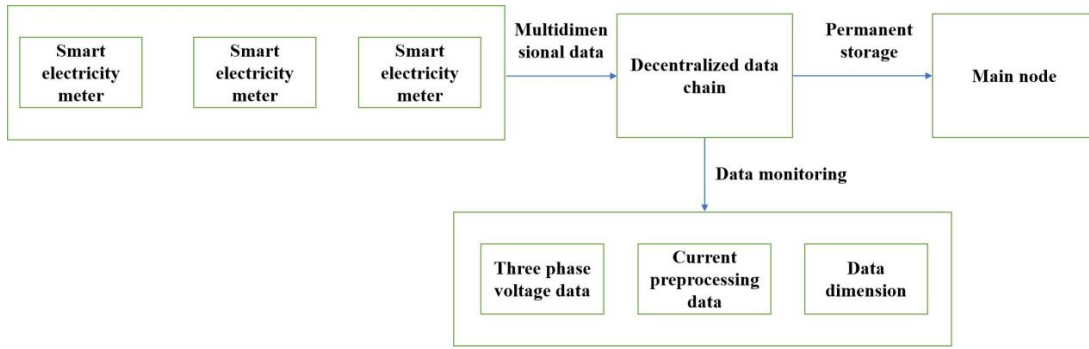 Smart
electricity
meter
Smart
electricity
meter
Smart
electricity
meter
Multidimen
sional data
Decentralized data
chain
Permanent
storage
Main node
Data monitoring
Three phase
voltage data
Current
preprocessing
data
Data
dimension